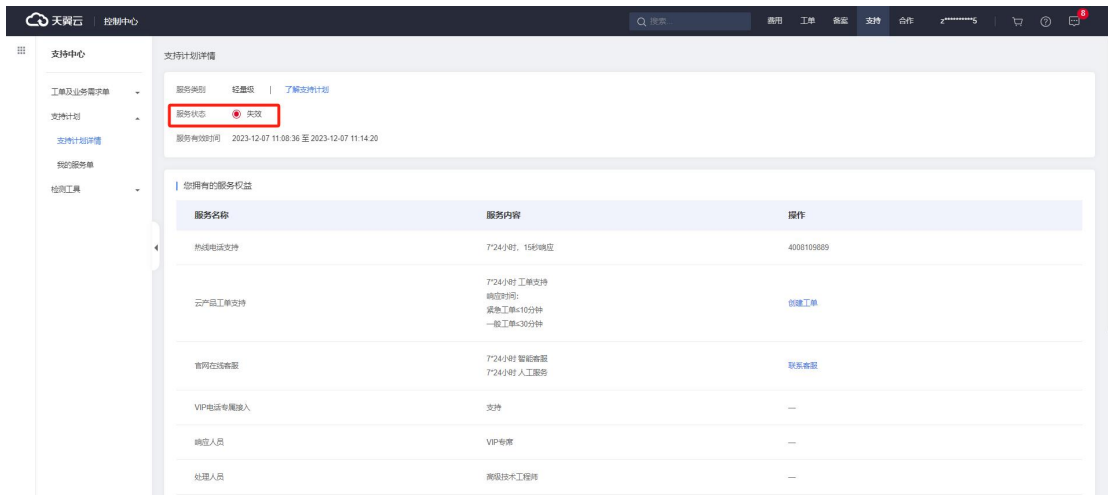 天翼云 控制中心 搜索... 费用 工单 备案 支持 合作 z**********5 8
支持中心
工单及业务需求单
支持计划
支持计划详情
我的服务单
检测工具
支持计划详情
服务类别 轻量级 | 了解支持计划
服务状态 失效
服务有效时间 2023-12-07 11:08:36 至 2023-12-07 11:14:20
您拥有的服务权益
服务名称 服务内容 操作
热线电话支持 7*24小时，15秒响应 4008109889
云产品工单支持 7*24小时 工单支持
响应时间:
紧急工单≤10分钟
一般工单≤30分钟
创建工单
官网在线客服 7*24小时 智能客服
7*24小时 人工服务
联系客服
VIP电话专属接入 支持 —
响应人员 VIP专席 —
处理人员 高级技术工程师 —